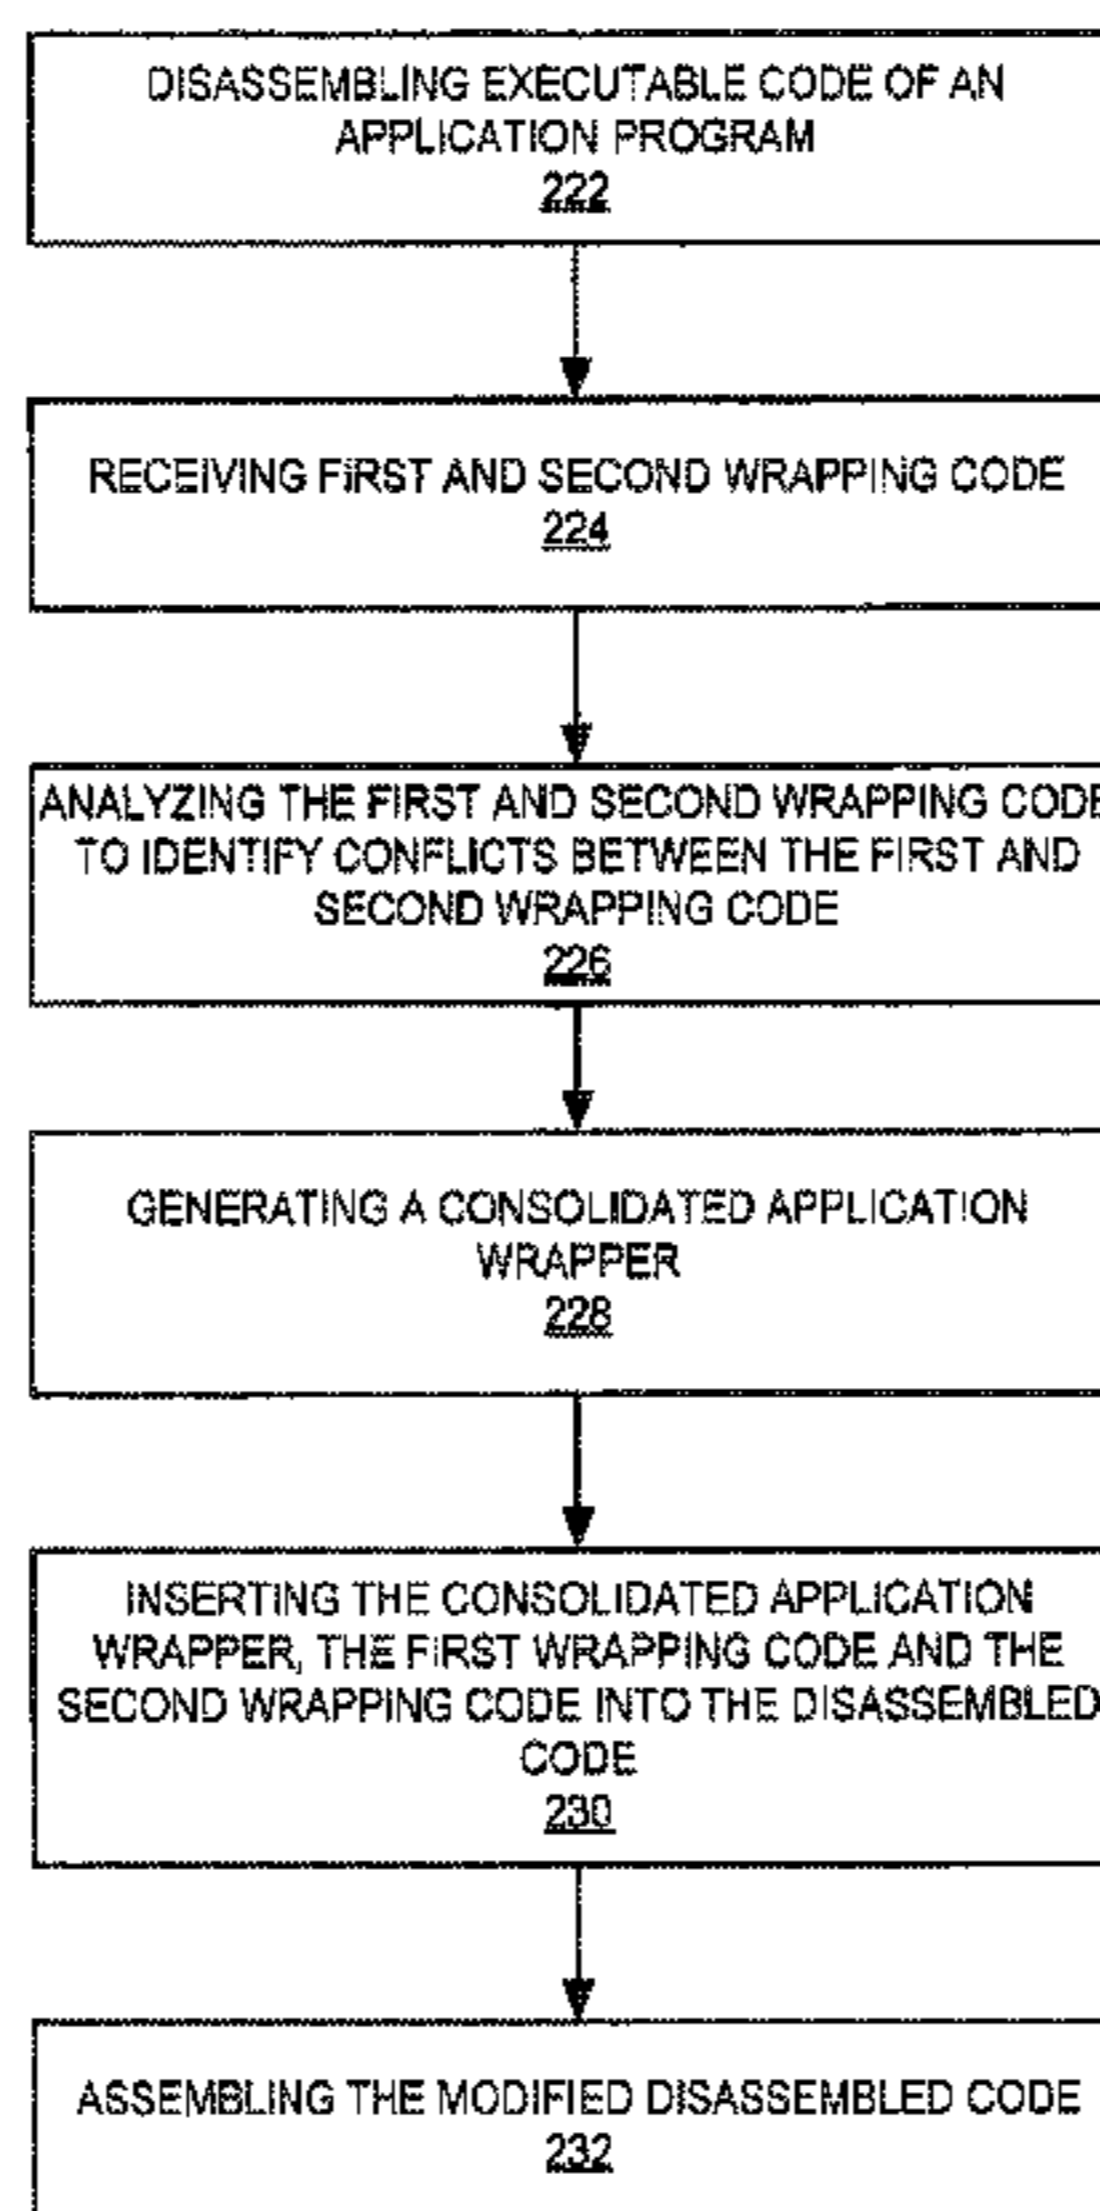 DISASSEMBLING EXECUTABLE CODE OF AN
APPLICATION PROGRAM
222
RECEIVING FIRST AND SECOND WRAPPING CODE
224
ANALYZING THE FIRST AND SECOND WRAPPING CODE
TO IDENTIFY CONFLICTS BETWEEN THE FIRST AND
SECOND WRAPPING CODE
226
GENERATING A CONSOLIDATED APPLICATION
WRAPPER
228
INSERTING THE CONSOLIDATED APPLICATION
WRAPPER, THE FIRST WRAPPING CODE AND THE
SECOND WRAPPING CODE INTO THE DISASSEMBLED
CODE
230
ASSEMBLING THE MODIFIED DISASSEMBLED CODE
232